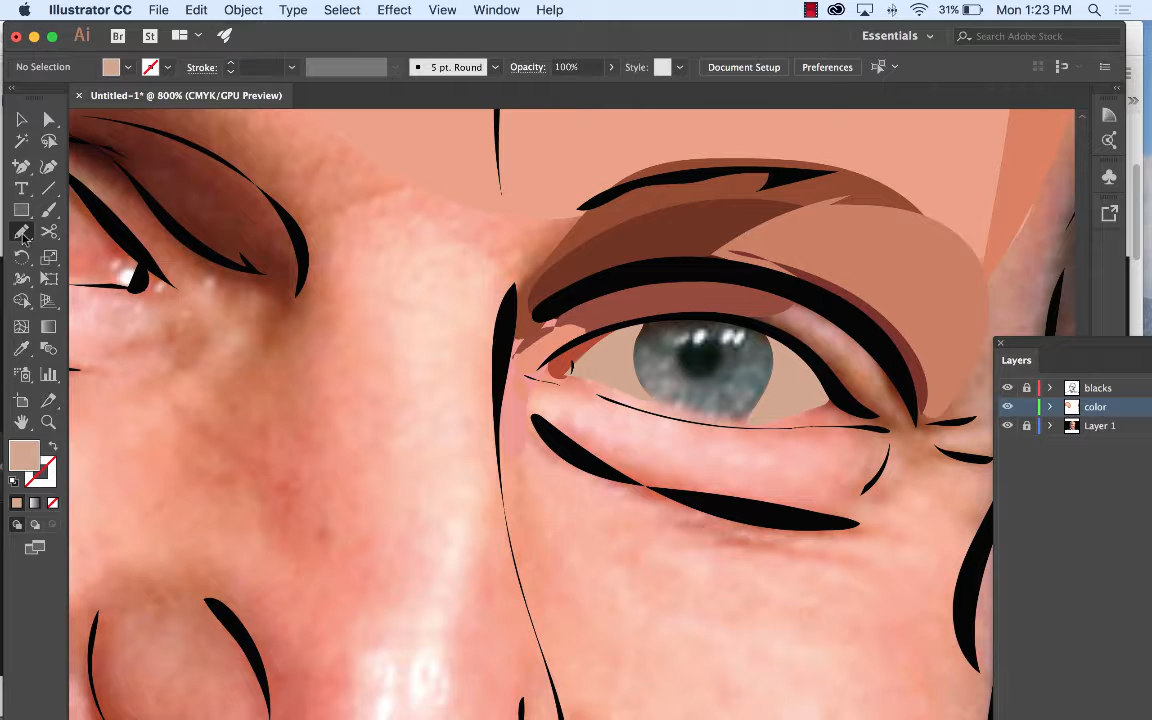 Illustrator CC File Edit Object Type Select Effect View Window Help 31% Mon 1:23 PM
Ai Br St Essentials Search Adobe Stock
No Selection Stroke: 5 pt. Round Opacity: 100% Style: Document Setup Preferences
× Untitled-1* @ 800% (CMYK/GPU Preview)
T
Layers
blacks
color
Layer 1